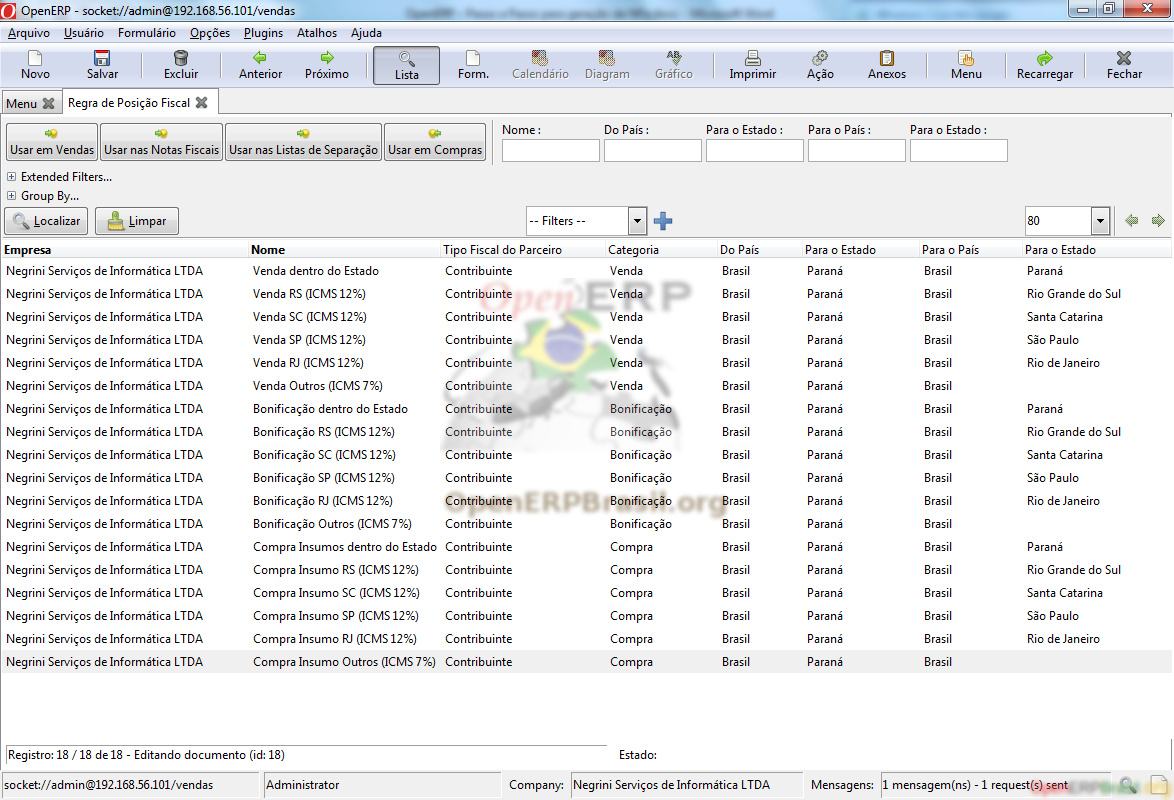 OpenERP - socket://admin@192.168.56.101/vendas
Arquivo Usuário Formulário Opções Plugins Atalhos Ajuda
Novo Salvar Excluir Anterior Próximo Lista Form. Calendário Diagram Gráfico Imprimir Ação Anexos Menu Recarregar Fechar
Menu Regra de Posição Fiscal
Nome : Do País : Para o Estado : Para o País : Para o Estado :
Usar em Vendas Usar nas Notas Fiscais Usar nas Listas de Separação Usar em Compras
Extended Filters...
Group By...
Localizar Limpar -- Filters -- 80
Empresa Nome Tipo Fiscal do Parceiro Categoria Do País Para o Estado Para o País Para o Estado
Negrini Serviços de Informática LTDA Venda dentro do Estado Contribuinte Venda Brasil Paraná Brasil Paraná
Negrini Serviços de Informática LTDA Venda RS (ICMS 12%) Contribuinte Venda Brasil Paraná Brasil Rio Grande do Sul
Negrini Serviços de Informática LTDA Venda SC (ICMS 12%) Contribuinte Venda Brasil Paraná Brasil Santa Catarina
Negrini Serviços de Informática LTDA Venda SP (ICMS 12%) Contribuinte Venda Brasil Paraná Brasil São Paulo
Negrini Serviços de Informática LTDA Venda RJ (ICMS 12%) Contribuinte Venda Brasil Paraná Brasil Rio de Janeiro
Negrini Serviços de Informática LTDA Venda Outros (ICMS 7%) Contribuinte Venda Brasil Paraná Brasil
Negrini Serviços de Informática LTDA Bonificação dentro do Estado Contribuinte Bonificação Brasil Paraná Brasil Paraná
Negrini Serviços de Informática LTDA Bonificação RS (ICMS 12%) Contribuinte Bonificação Brasil Paraná Brasil Rio Grande do Sul
Negrini Serviços de Informática LTDA Bonificação SC (ICMS 12%) Contribuinte Bonificação Brasil Paraná Brasil Santa Catarina
Negrini Serviços de Informática LTDA Bonificação SP (ICMS 12%) Contribuinte Bonificação Brasil Paraná Brasil São Paulo
Negrini Serviços de Informática LTDA Bonificação RJ (ICMS 12%) Contribuinte Bonificação Brasil Paraná Brasil Rio de Janeiro
Negrini Serviços de Informática LTDA Bonificação Outros (ICMS 7%) Contribuinte Bonificação Brasil Paraná Brasil
Negrini Serviços de Informática LTDA Compra Insumos dentro do Estado Contribuinte Compra Brasil Paraná Brasil Paraná
Negrini Serviços de Informática LTDA Compra Insumo RS (ICMS 12%) Contribuinte Compra Brasil Paraná Brasil Rio Grande do Sul
Negrini Serviços de Informática LTDA Compra Insumo SC (ICMS 12%) Contribuinte Compra Brasil Paraná Brasil Santa Catarina
Negrini Serviços de Informática LTDA Compra Insumo SP (ICMS 12%) Contribuinte Compra Brasil Paraná Brasil São Paulo
Negrini Serviços de Informática LTDA Compra Insumo RJ (ICMS 12%) Contribuinte Compra Brasil Paraná Brasil Rio de Janeiro
Negrini Serviços de Informática LTDA Compra Insumo Outros (ICMS 7%) Contribuinte Compra Brasil Paraná Brasil
OpenERP
OpenERPBrasil.org
Registro: 18 / 18 de 18 - Editando documento (id: 18) Estado:
socket://admin@192.168.56.101/vendas Administrator Company: Negrini Serviços de Informática LTDA Mensagens: 1 mensagem(ns) - 1 request(s) sent